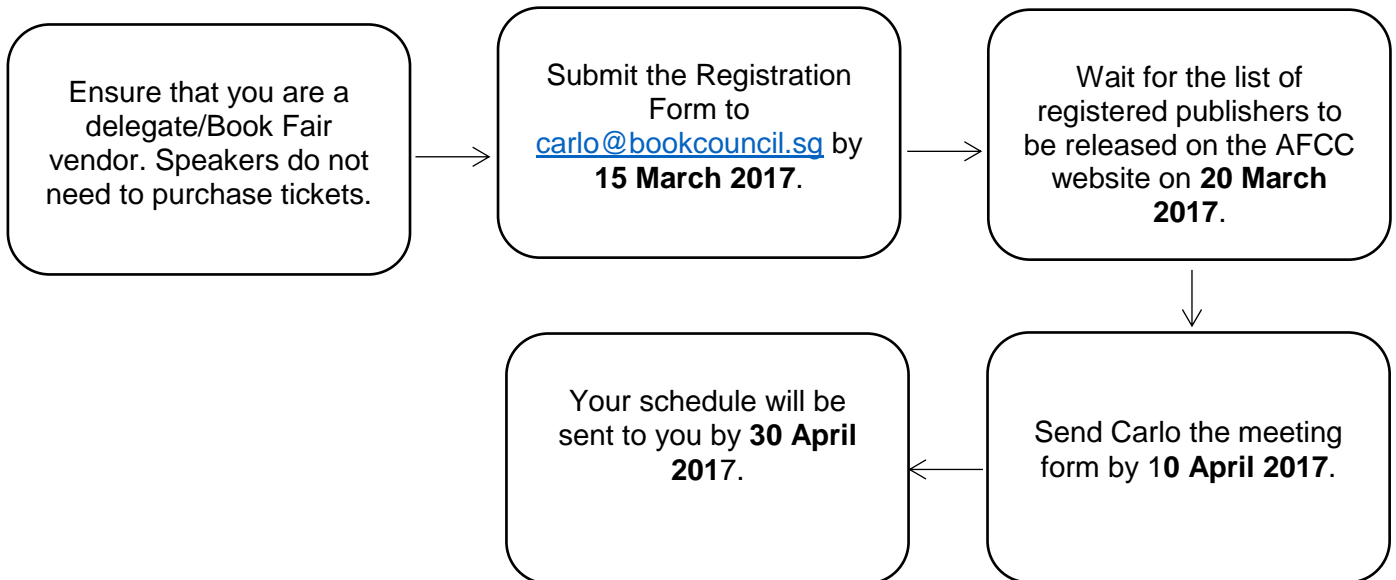 Ensure that you are a
delegate/Book Fair
vendor. Speakers do not
need to purchase tickets.
Submit the Registration
Form to
carlo@bookcouncil.sg by
15 March 2017.
Wait for the list of
registered publishers to
be released on the AFCC
website on 20 March
2017.
Send Carlo the meeting
form by 10 April 2017.
Your schedule will be
sent to you by 30 April
2017.